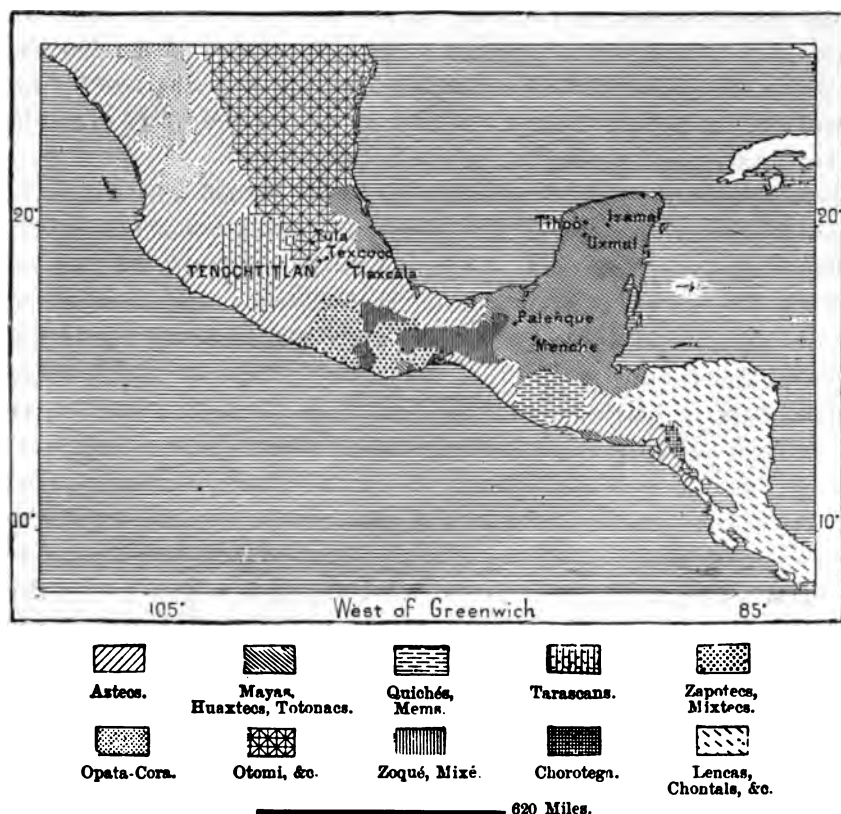 20°
20°
Tihoo
Izamal
Uxmal
Tula
Texcoco
TENOCHTITLAN
Tlaxcala
Palenque
Menche
10°
10°
105°
West of Greenwich
85°
Aztecs.
Mayas,
Huaxtecs, Totonacs.
Quichés,
Mems.
Tarascans.
Zapotecs,
Mixtecs.
Opata-Cora.
Otomi, &c.
Zoqué, Mixé.
Chorotega.
Lencas,
Chontals, &c.
620 Miles.